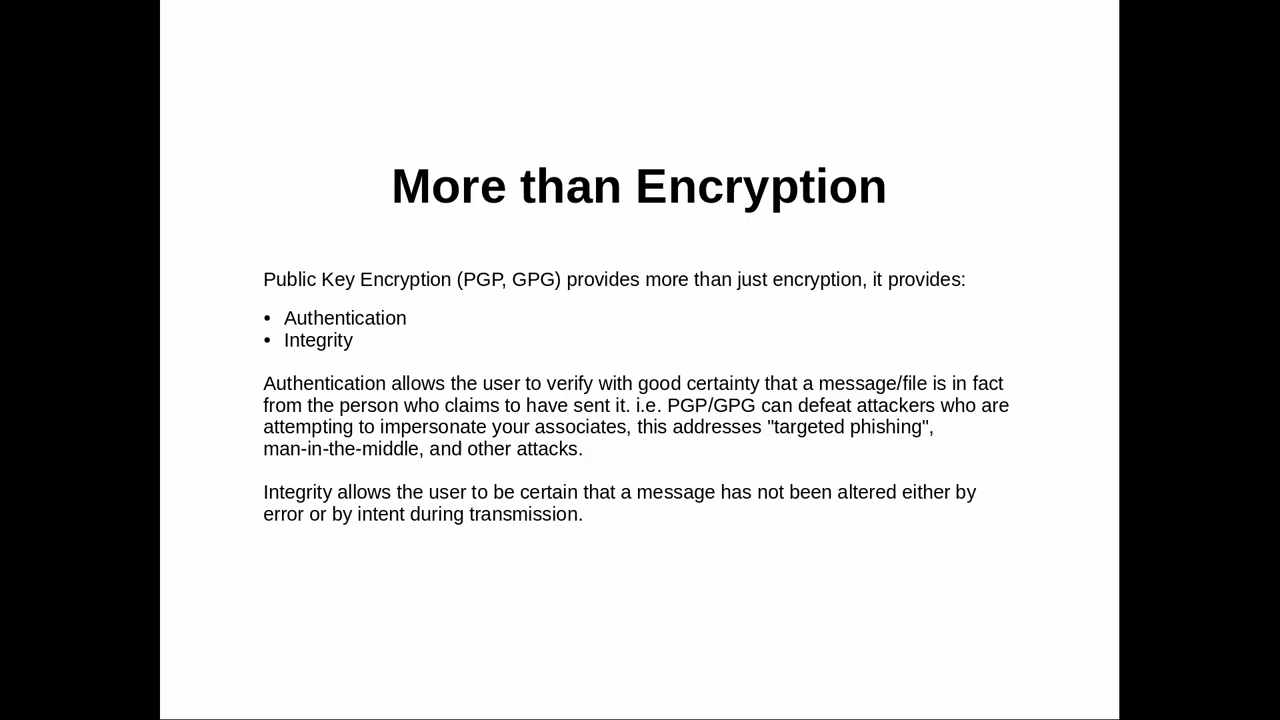 More than Encryption
Public Key Encryption (PGP, GPG) provides more than just encryption, it provides:
• Authentication
• Integrity
Authentication allows the user to verify with good certainty that a message/file is in fact
from the person who claims to have sent it. i.e. PGP/GPG can defeat attackers who are
attempting to impersonate your associates, this addresses "targeted phishing",
man-in-the-middle, and other attacks.
Integrity allows the user to be certain that a message has not been altered either by
error or by intent during transmission.